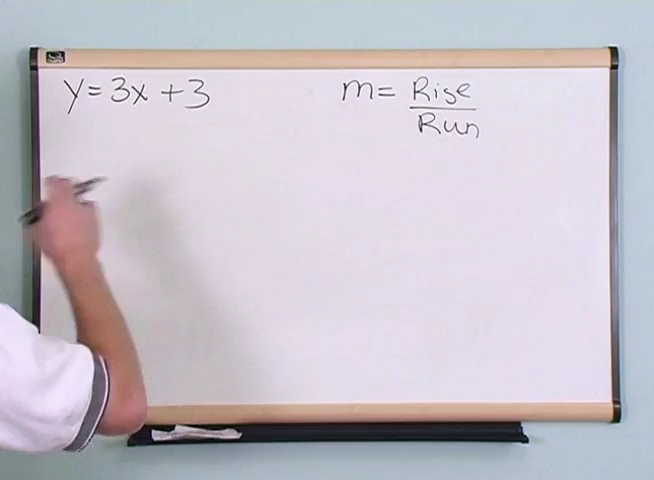 y = 3x + 3
m = Rise
Run